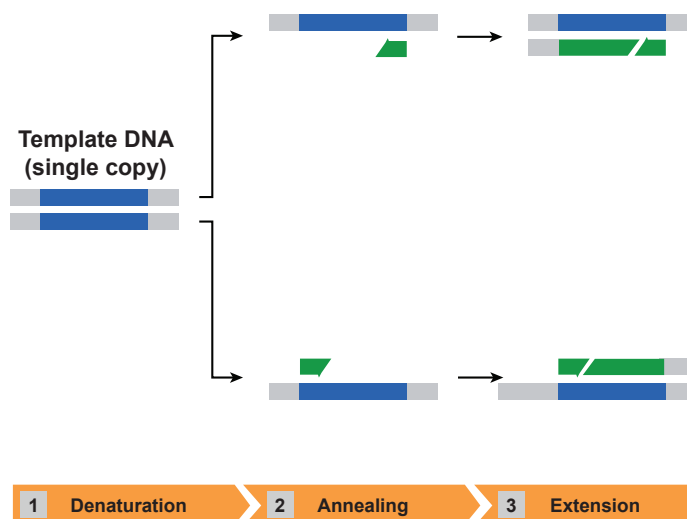 Template DNA
(single copy)
1 Denaturation 2 Annealing 3 Extension